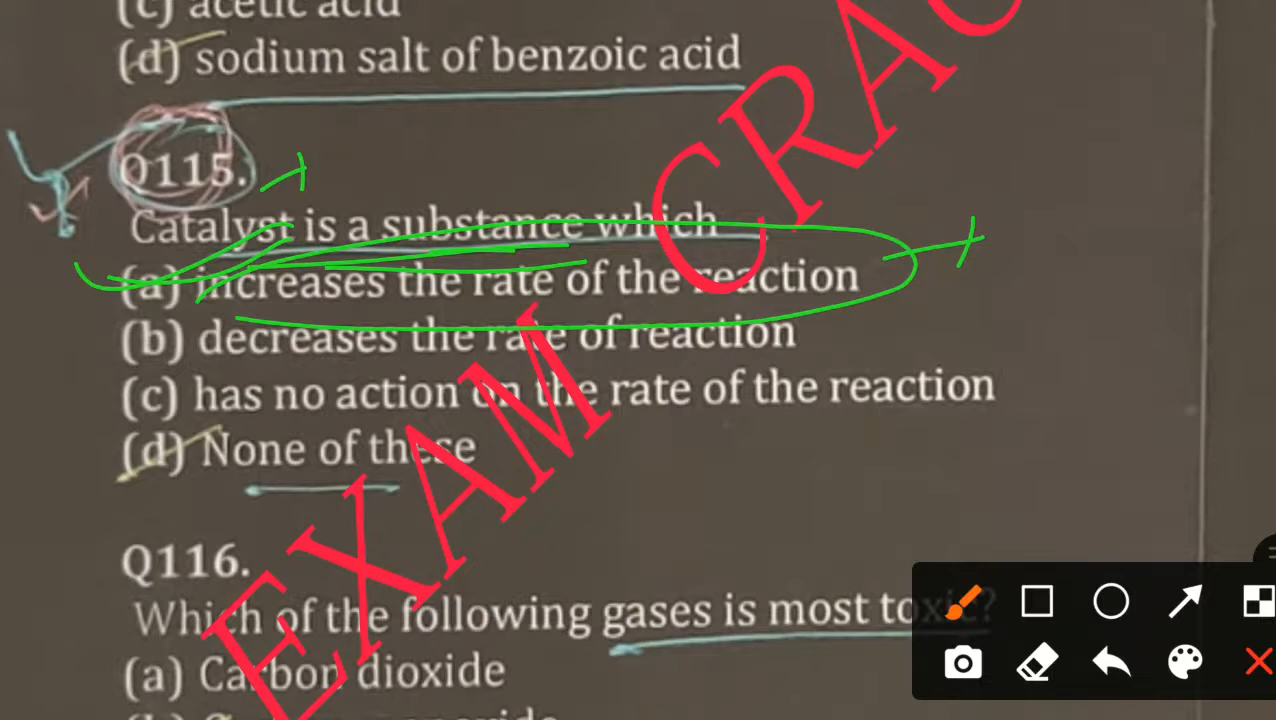 (c) acetic acid
(d) sodium salt of benzoic acid
Q115.
Catalyst is a substance which
(a) increases the rate of the reaction
(b) decreases the rate of reaction
(c) has no action on the rate of the reaction
(d) None of these
Q116.
Which of the following gases is most toxic?
(a) Carbon dioxide
EXAM CRAC